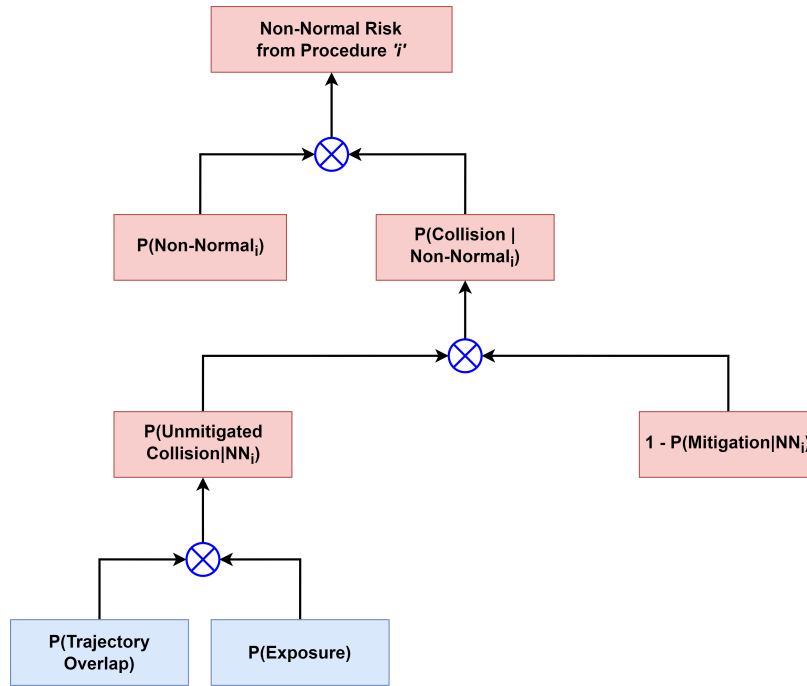 Non-Normal Risk
from Procedure 'i'
P(Non-Normalᵢ)
P(Collision |
Non-Normalᵢ)
P(Unmitigated
Collision|NNᵢ)
1 - P(Mitigation|NNᵢ)
P(Trajectory
Overlap)
P(Exposure)